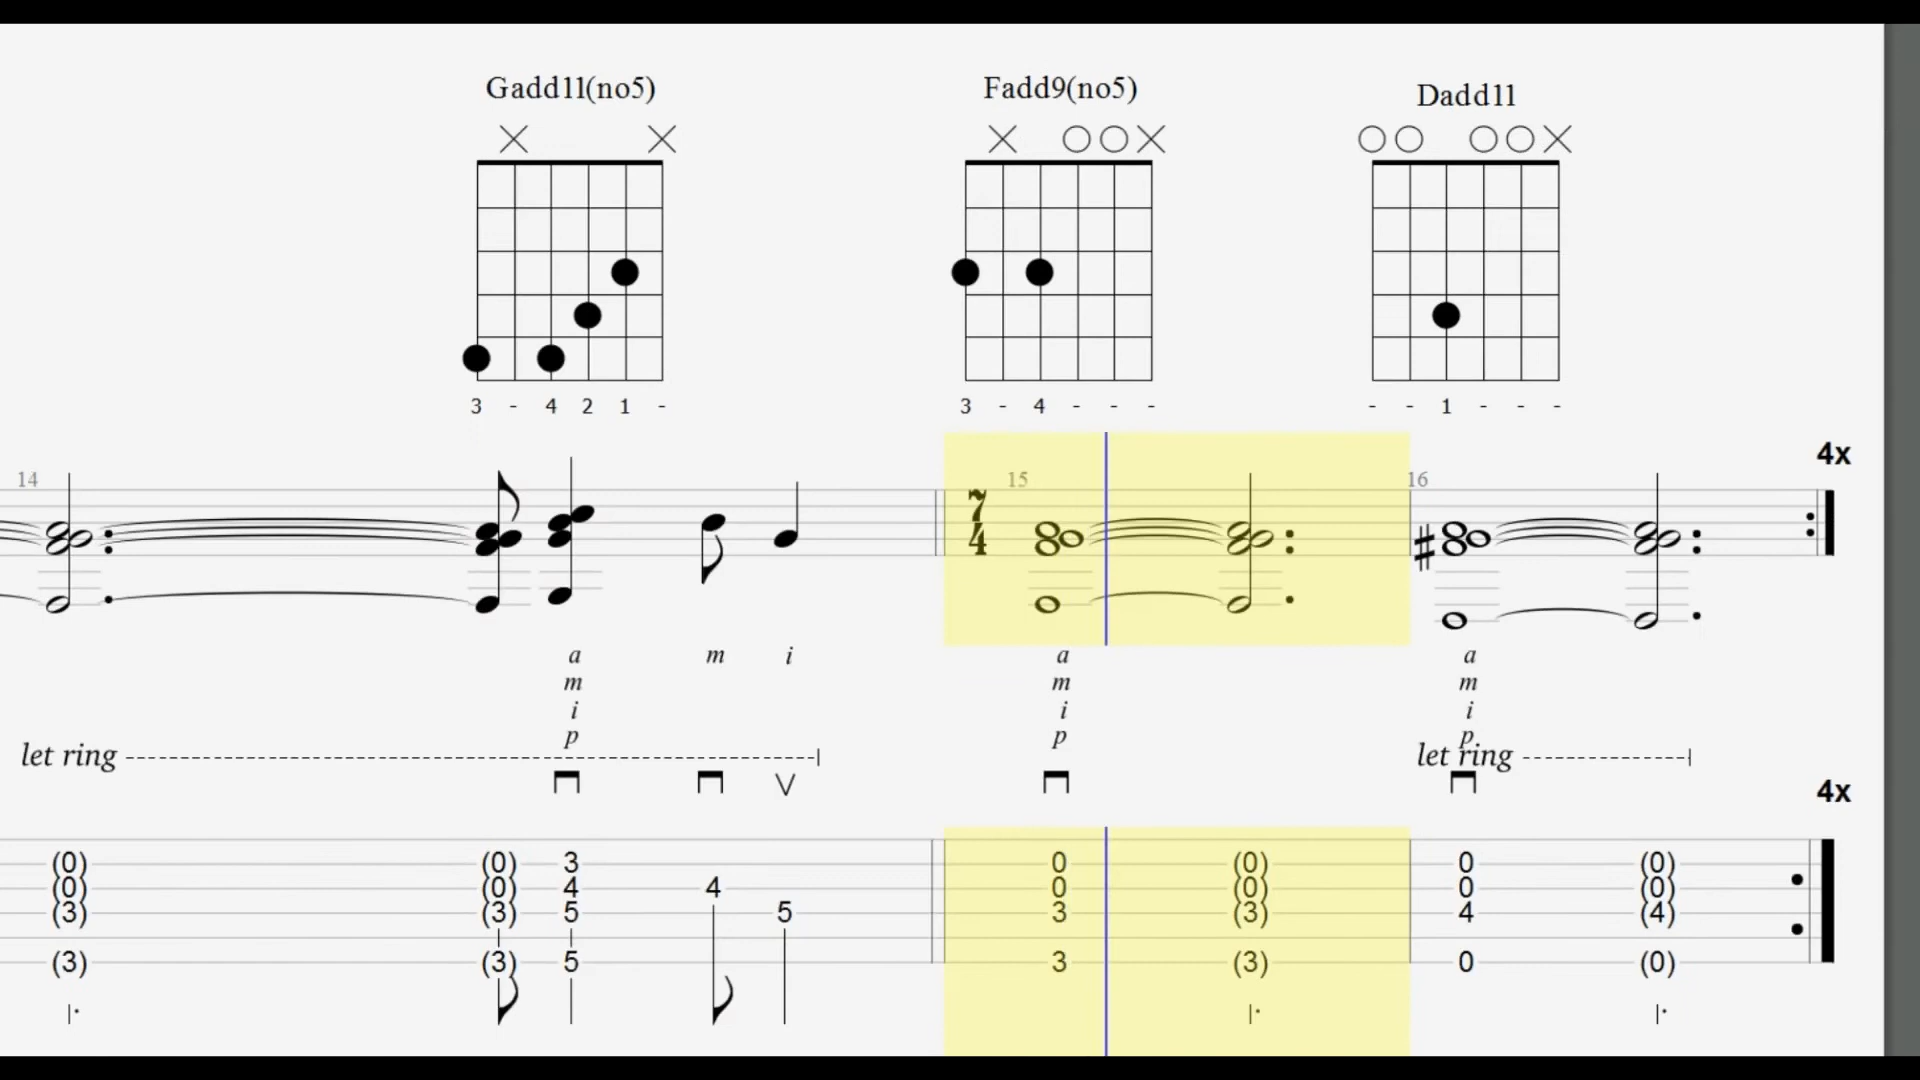 Gadd11(no5) Fadd9(no5) Dadd11
3 - 4 2 1 - 3 - 4 - - - - - 1 - - -
4x
14 15 16
7
4
a m i a a
m m m
i i i
p p p
let ring let ring
4x
(0) (0) 3 0 (0) 0 (0)
(0) (0) 4 4 0 (0) 0 (0)
(3) (3) 5 5 3 (3) 4 (4)
(3) (3) 5 3 (3) 0 (0)